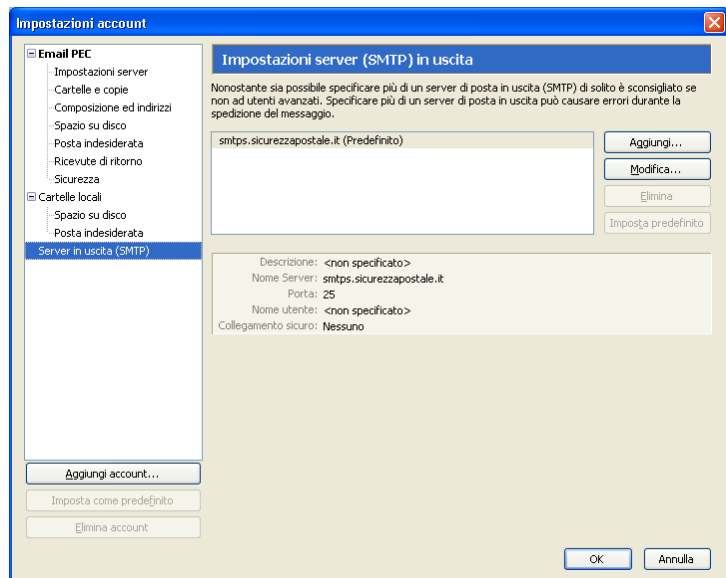 Impostazioni account
Email PEC
Impostazioni server
Cartelle e copie
Composizione ed indirizzi
Spazio su disco
Posta indesiderata
Ricevute di ritorno
Sicurezza
Cartelle locali
Spazio su disco
Posta indesiderata
Server in uscita (SMTP)
Aggiungi account...
Imposta come predefinito
Elimina account
Impostazioni server (SMTP) in uscita
Nonostante sia possibile specificare più di un server di posta in uscita (SMTP) di solito è sconsigliato se
non ad utenti avanzati. Specificare più di un server di posta in uscita può causare errori durante la
spedizione del messaggio.
smtps.sicurezzapostale.it (Predefinito)
Aggiungi...
Modifica...
Elimina
Imposta predefinito
Descrizione: <non specificato>
Nome Server: smtps.sicurezzapostale.it
Porta: 25
Nome utente: <non specificato>
Collegamento sicuro: Nessuno
OK
Annulla